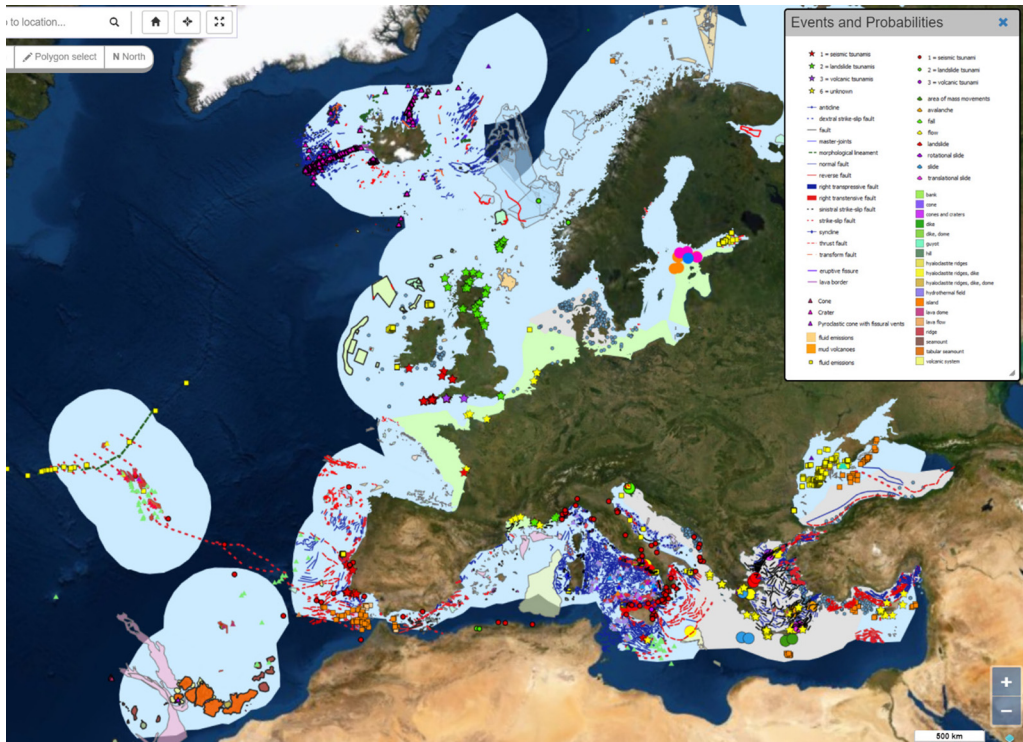 to location...
Polygon select
N North
Events and Probabilities
1 = seismic tsunamis
2 = landslide tsunamis
3 = volcanic tsunamis
6 = unknown
anticline
dextral strike-slip fault
fault
master-joints
morphological lineament
normal fault
reverse fault
right transpressive fault
right transtensive fault
sinistral strike-slip fault
strike-slip fault
syncline
thrust fault
transform fault
eruptive fissure
lava border
Cone
Crater
Pyroclastic cone with fissural vents
fluid emissions
mud volcanoes
fluid emissions
1 = seismic tsunami
2 = landslide tsunami
3 = volcanic tsunami
area of mass movements
avalanche
fall
flow
landslide
rotational slide
slide
translational slide
bank
cone
cones and craters
dike
dike, dome
guyot
hill
hyaloclastite ridges
hyaloclastite ridges, dike
hyaloclastite ridges, dome
hydrothermal field
island
lava dome
lava flow
ridge
seamount
tabular seamount
volcanic system
500 km